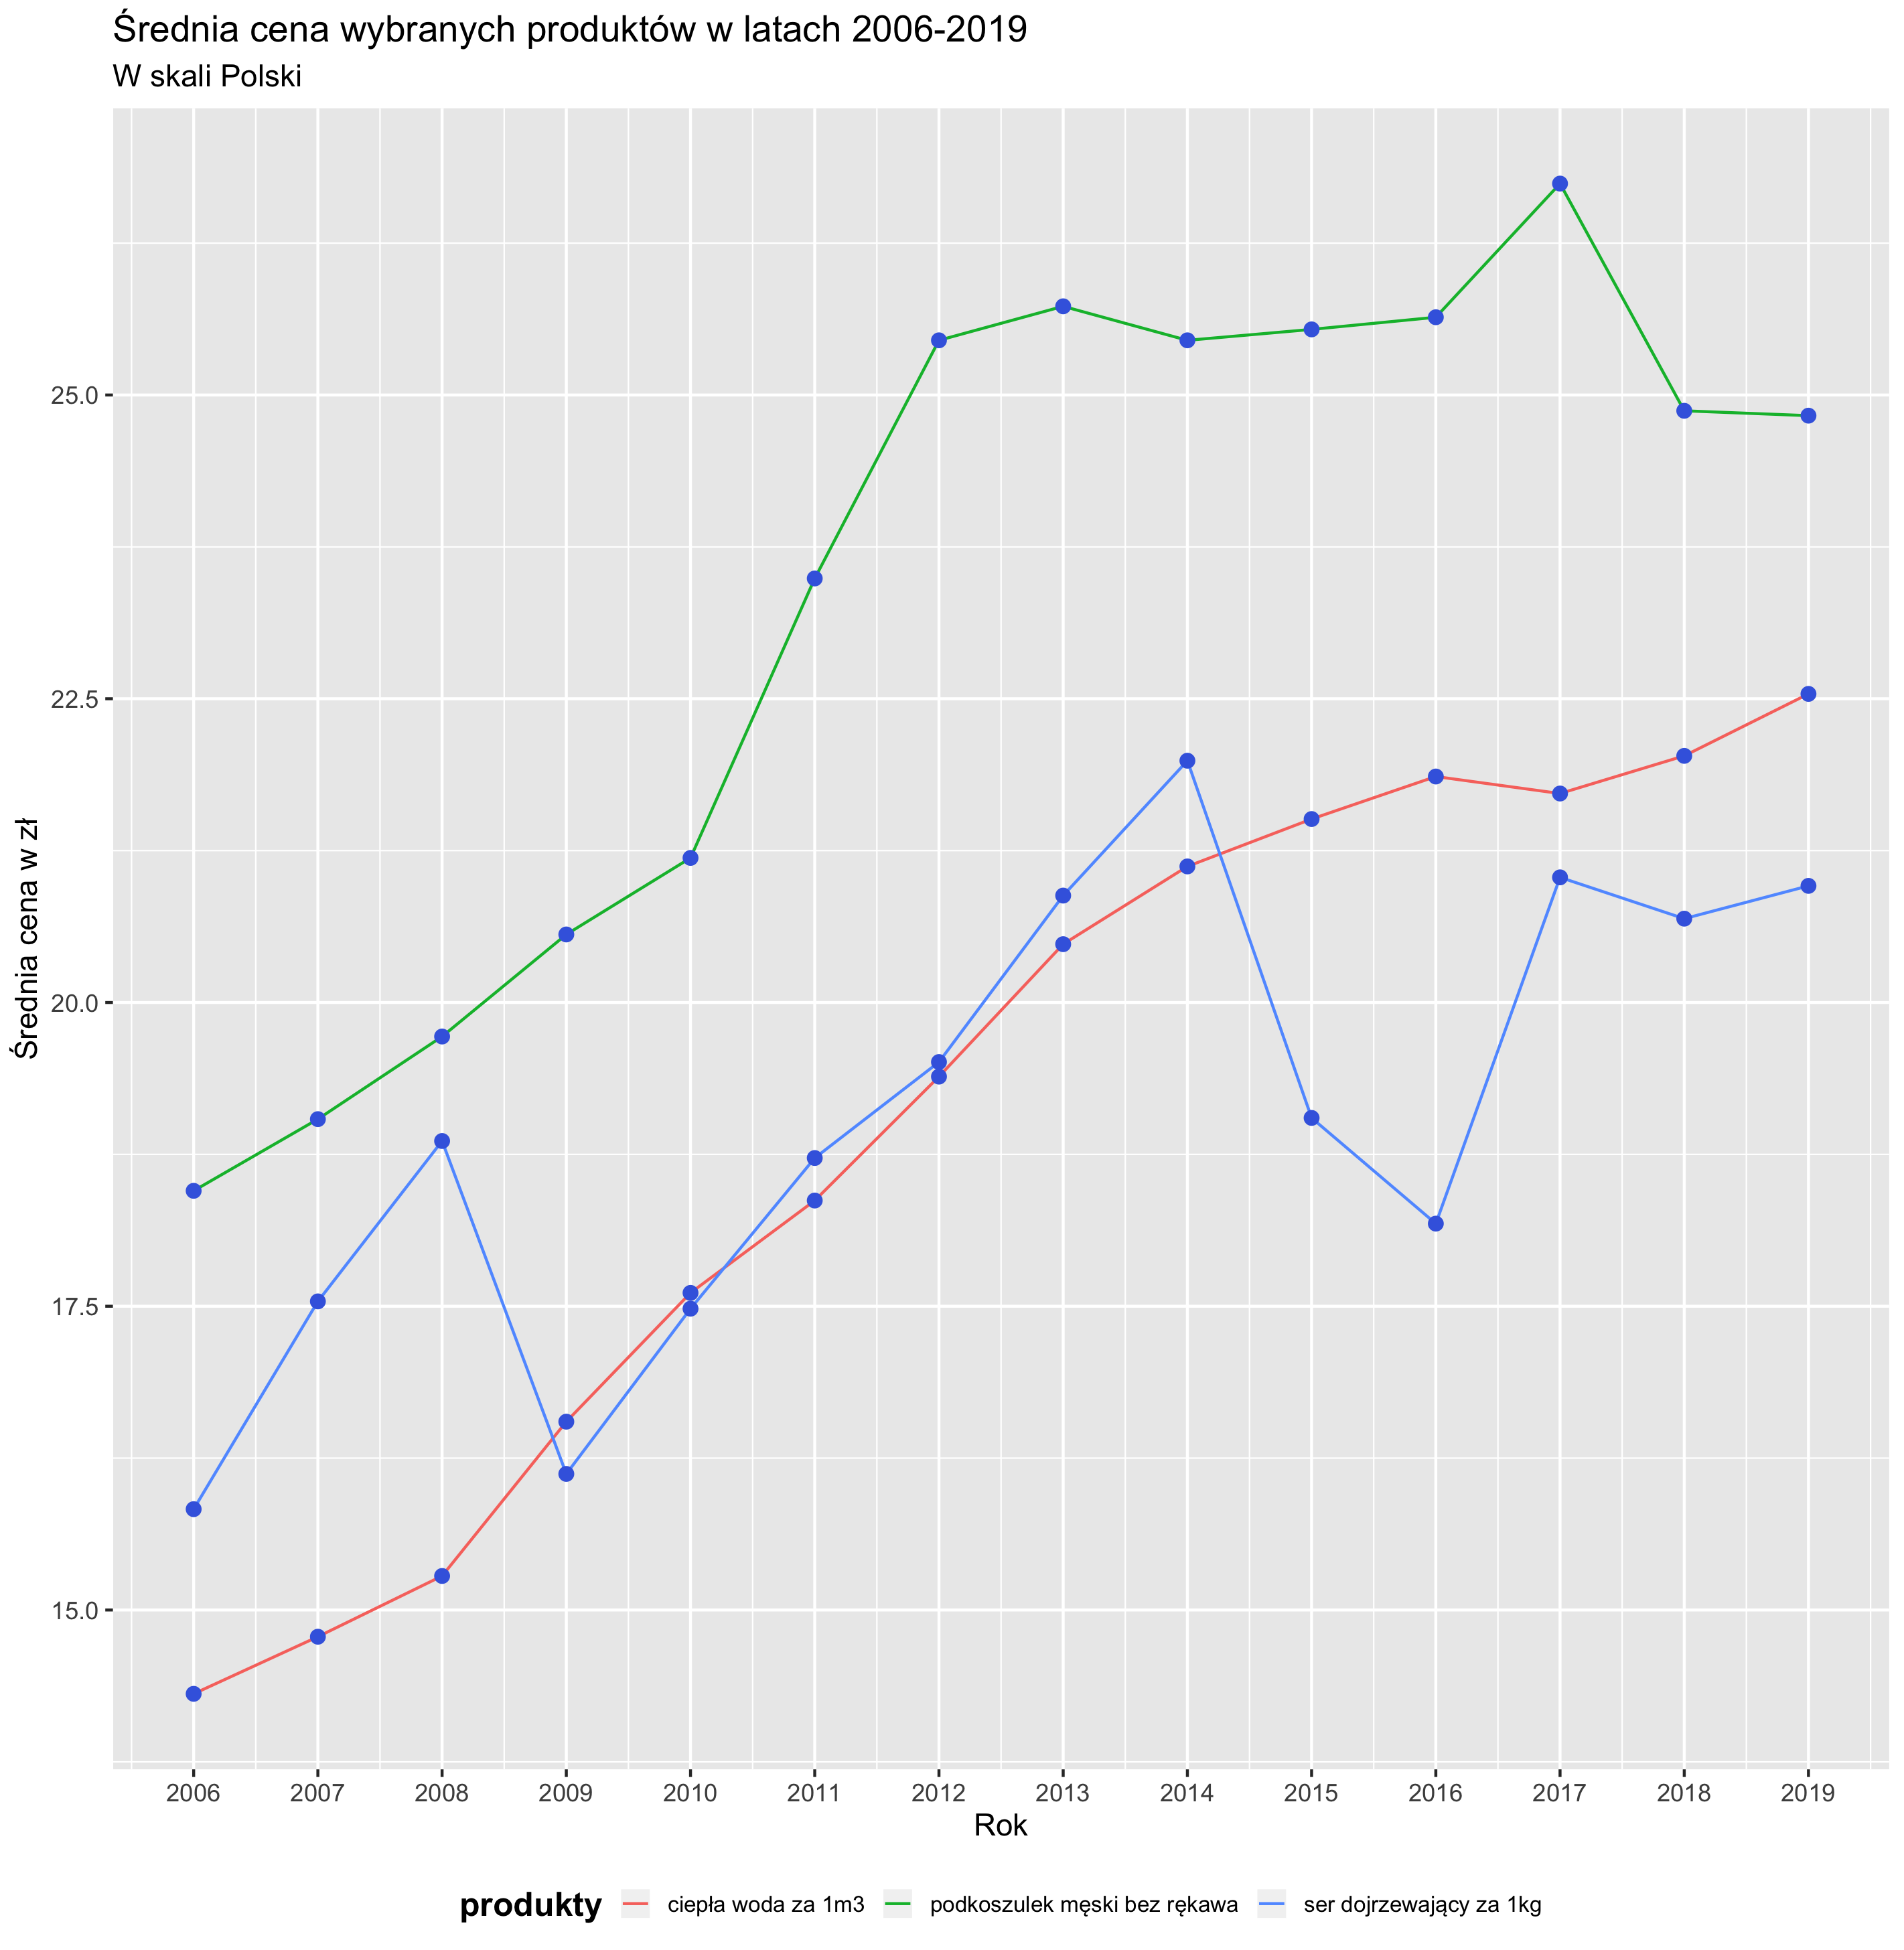 Średnia cena wybranych produktów w latach 2006-2019
W skali Polski
Średnia cena w zł
25.0
22.5
20.0
17.5
15.0
2006 2007 2008 2009 2010 2011 2012 2013 2014 2015 2016 2017 2018 2019
Rok
produkty ciepła woda za 1m3 podkoszulek męski bez rękawa ser dojrzewający za 1kg